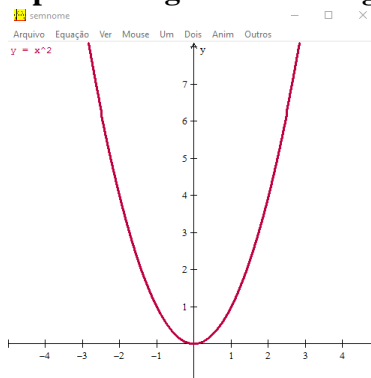 semnome
Arquivo Equação Ver Mouse Um Dois Anim Outros
y = x^2
y
7
6
5
4
3
2
1
−4 −3 −2 −1 1 2 3 4